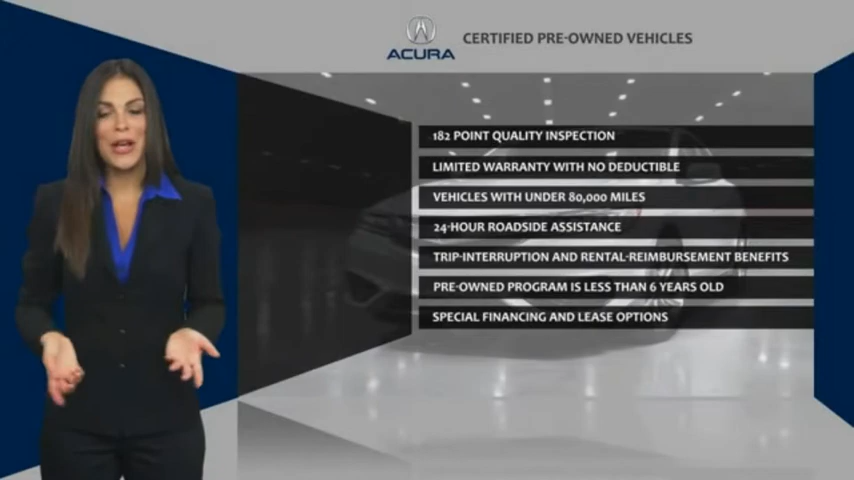 ACURA
CERTIFIED PRE-OWNED VEHICLES
182 POINT QUALITY INSPECTION
LIMITED WARRANTY WITH NO DEDUCTIBLE
VEHICLES WITH UNDER 80,000 MILES
24-HOUR ROADSIDE ASSISTANCE
TRIP-INTERRUPTION AND RENTAL-REIMBURSEMENT BENEFITS
PRE-OWNED PROGRAM IS LESS THAN 6 YEARS OLD
SPECIAL FINANCING AND LEASE OPTIONS